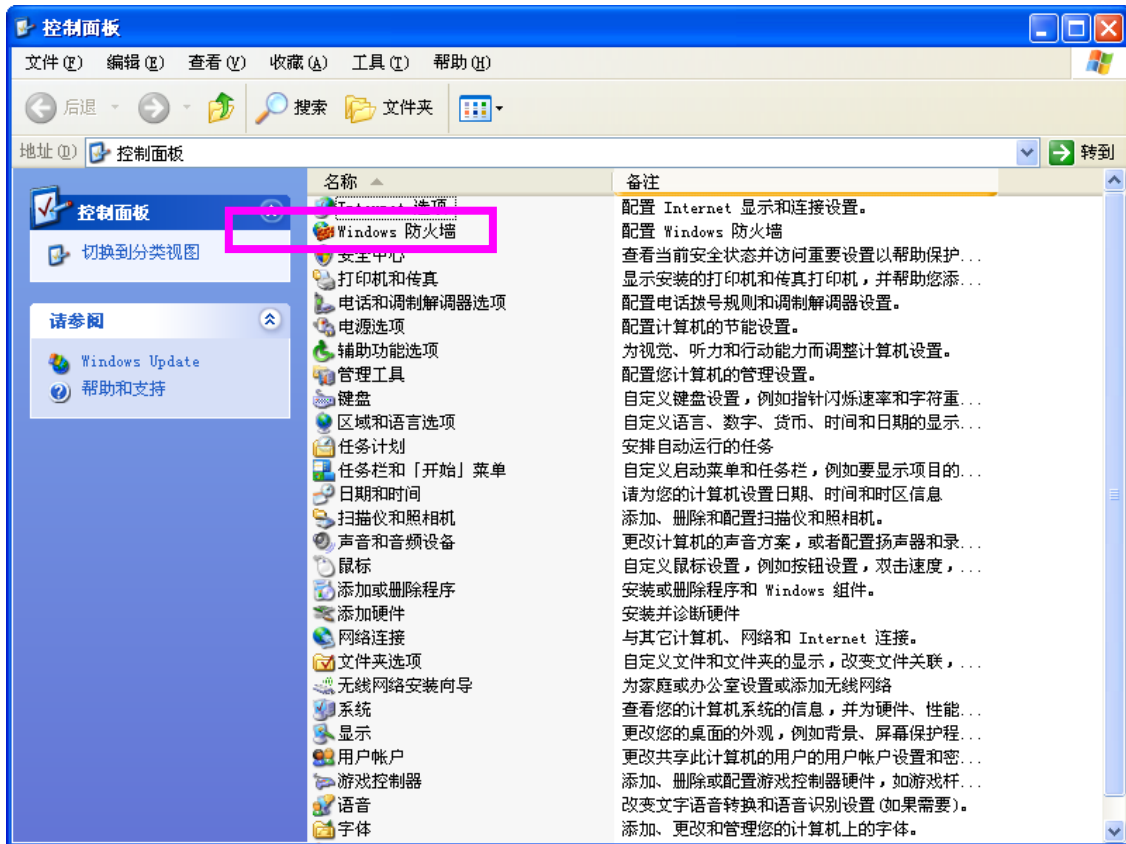 控制面板
文件(F) 编辑(E) 查看(V) 收藏(A) 工具(T) 帮助(H)
后退 搜索 文件夹
地址(D) 控制面板 转到
名称 备注
控制面板
切换到分类视图
请参阅
Windows Update
帮助和支持
Internet 选项 配置 Internet 显示和连接设置。
Windows 防火墙 配置 Windows 防火墙
安全中心 查看当前安全状态并访问重要设置以帮助保护...
打印机和传真 显示安装的打印机和传真打印机，并帮助您添...
电话和调制解调器选项 配置电话拨号规则和调制解调器设置。
电源选项 配置计算机的节能设置。
辅助功能选项 为视觉、听力和行动能力而调整计算机设置。
管理工具 配置您计算机的管理设置。
键盘 自定义键盘设置，例如指针闪烁速率和字符重...
区域和语言选项 自定义语言、数字、货币、时间和日期的显示...
任务计划 安排自动运行的任务
任务栏和「开始」菜单 自定义启动菜单和任务栏，例如要显示项目的...
日期和时间 请为您的计算机设置日期、时间和时区信息
扫描仪和照相机 添加、删除和配置扫描仪和照相机。
声音和音频设备 更改计算机的声音方案，或者配置扬声器和录...
鼠标 自定义鼠标设置，例如按钮设置，双击速度，...
添加或删除程序 安装或删除程序和 Windows 组件。
添加硬件 安装并诊断硬件
网络连接 与其它计算机、网络和 Internet 连接。
文件夹选项 自定义文件和文件夹的显示，改变文件关联，...
无线网络安装向导 为家庭或办公室设置或添加无线网络
系统 查看您的计算机系统的信息，并为硬件、性能...
显示 更改您的桌面的外观，例如背景、屏幕保护程...
用户帐户 更改共享此计算机的用户的用户帐户设置和密...
游戏控制器 添加、删除或配置游戏控制器硬件，如游戏杆...
语音 改变文字语音转换和语音识别设置(如果需要)。
字体 添加、更改和管理您的计算机上的字体。